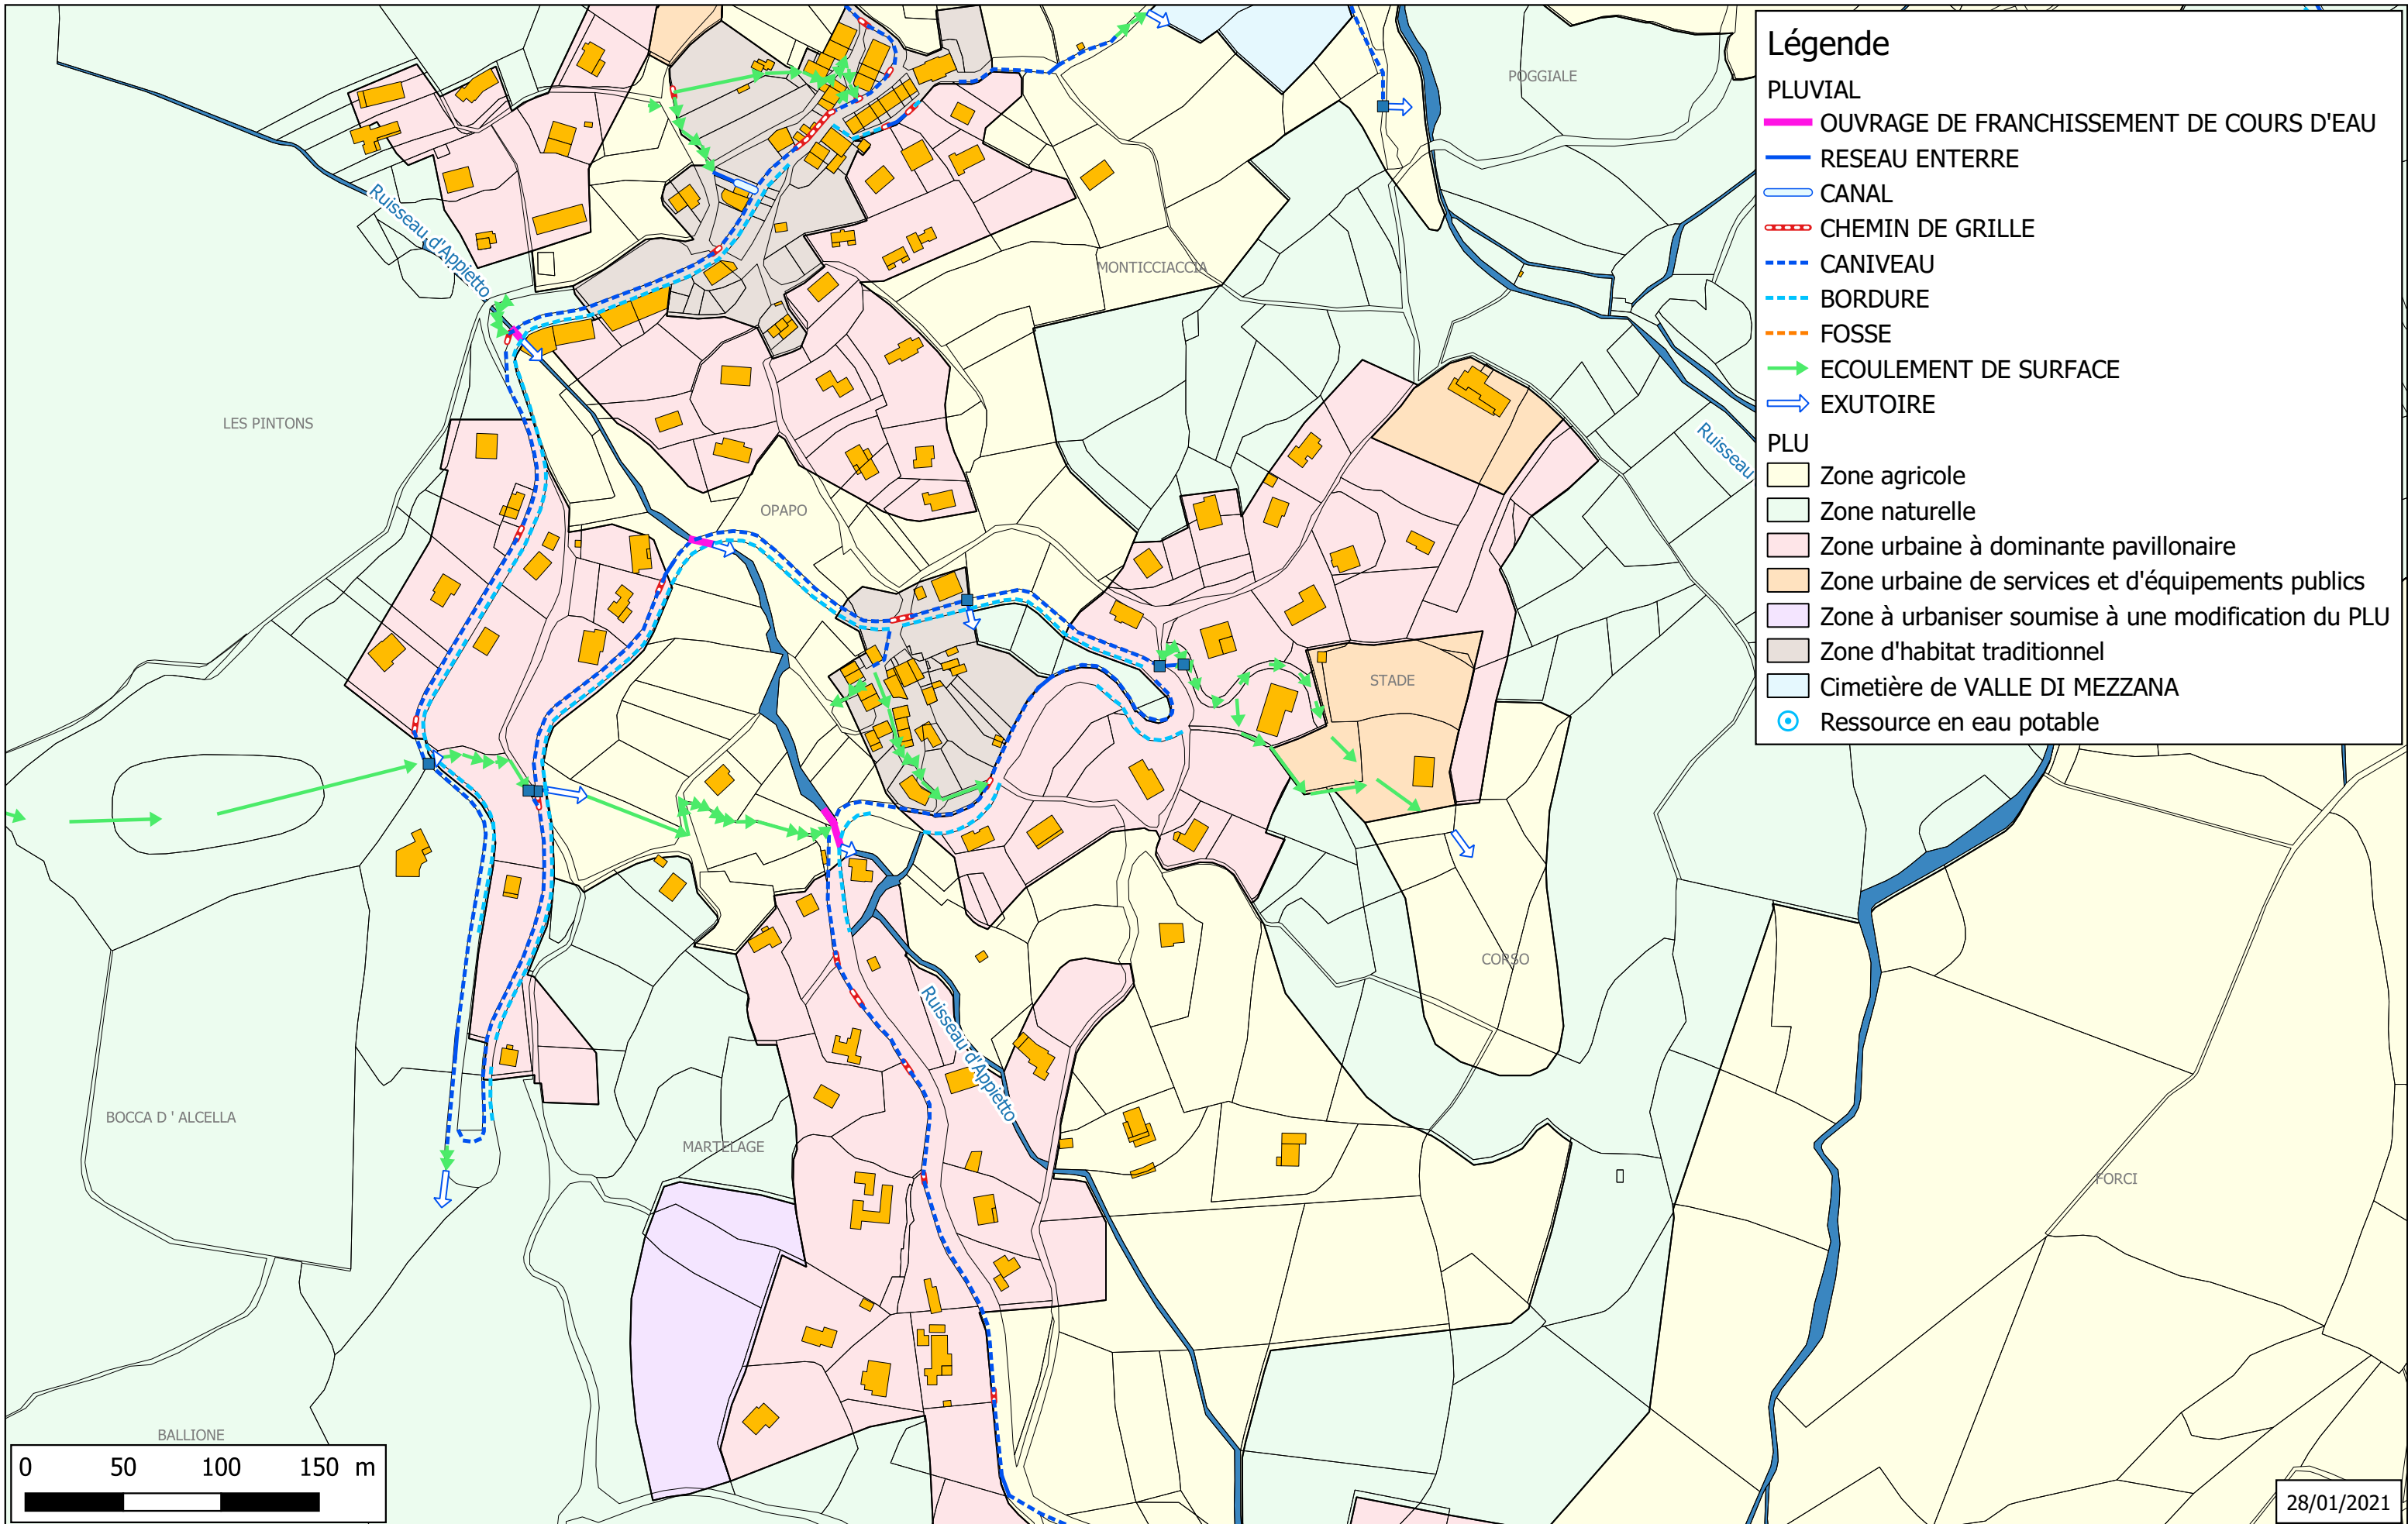 Légende
PLUVIAL
OUVRAGE DE FRANCHISSEMENT DE COURS D'EAU
RESEAU ENTERRE
CANAL
CHEMIN DE GRILLE
CANIVEAU
BORDURE
FOSSE
ECOULEMENT DE SURFACE
EXUTOIRE
PLU
Zone agricole
Zone naturelle
Zone urbaine à dominante pavillonaire
Zone urbaine de services et d'équipements publics
Zone à urbaniser soumise à une modification du PLU
Zone d'habitat traditionnel
Cimetière de VALLE DI MEZZANA
Ressource en eau potable
POGGIALE
Ruisseau d'Appietto
MONTICCIACCIA
LES PINTONS
Ruisseau
OPAPO
STADE
CORSO
Ruisseau d'Appietto
BOCCA D ' ALCELLA
MARTELAGE
FORCI
BALLIONE
0 50 100 150 m
28/01/2021